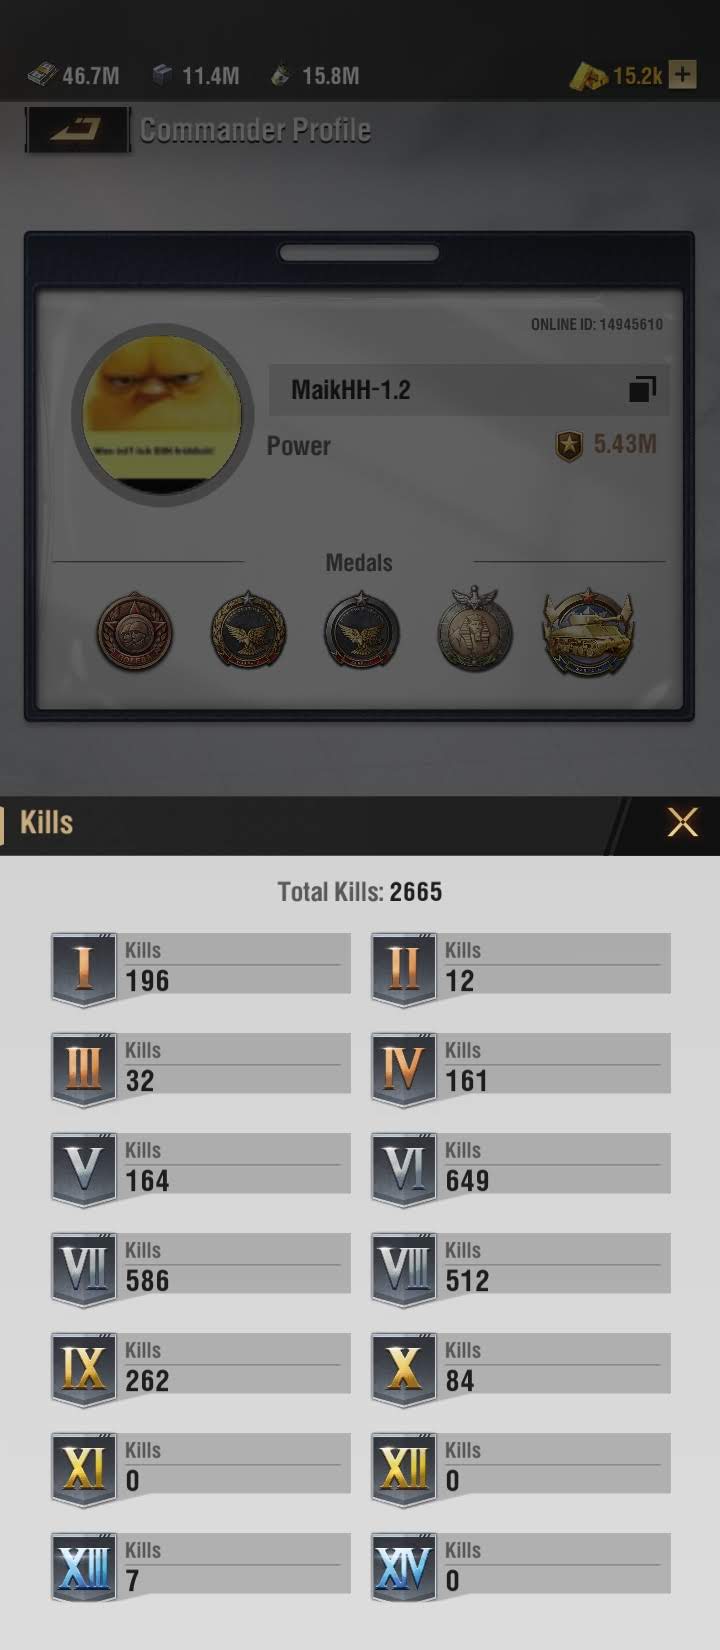 46.7M 11.4M 15.8M 15.2k +
Commander Profile
ONLINE ID: 14945610
MaikHH-1.2
Power 5.43M
Medals
Kills
Total Kills: 2665
I Kills 196
II Kills 12
III Kills 32
IV Kills 161
V Kills 164
VI Kills 649
VII Kills 586
VIII Kills 512
IX Kills 262
X Kills 84
XI Kills 0
XII Kills 0
XIII Kills 7
XIV Kills 0